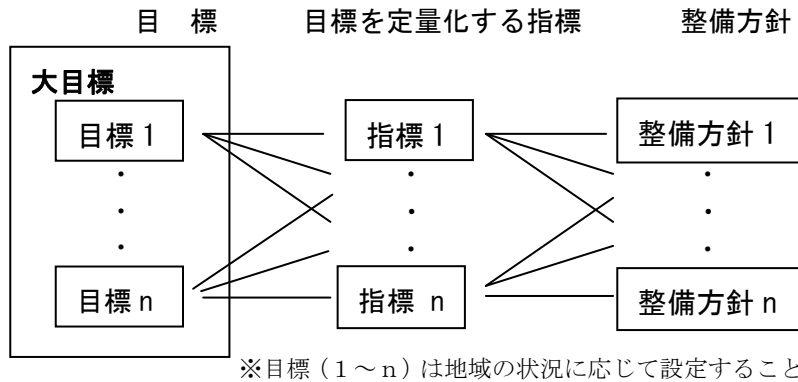 目　標　　目標を定量化する指標　　整備方針
大目標
目標１　　指標１　　整備方針１
・　　・　　・
・　　・　　・
・　　・　　・
目標ｎ　　指標 ｎ　　整備方針ｎ
※目標（１～ｎ）は地域の状況に応じて設定すること